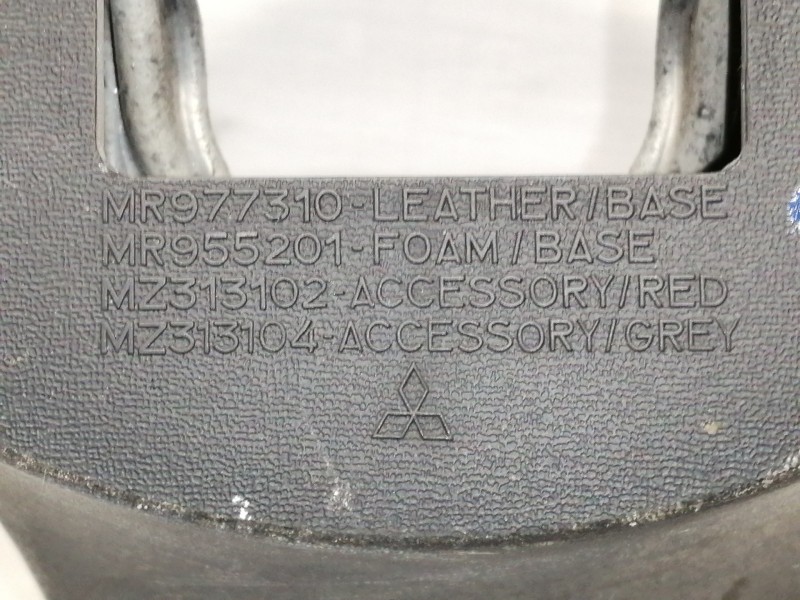 MR977310-LEATHER/BASE
MR955201-FOAM/BASE
MZ313102-ACCESSORY/RED
MZ313104-ACCESSORY/GREY